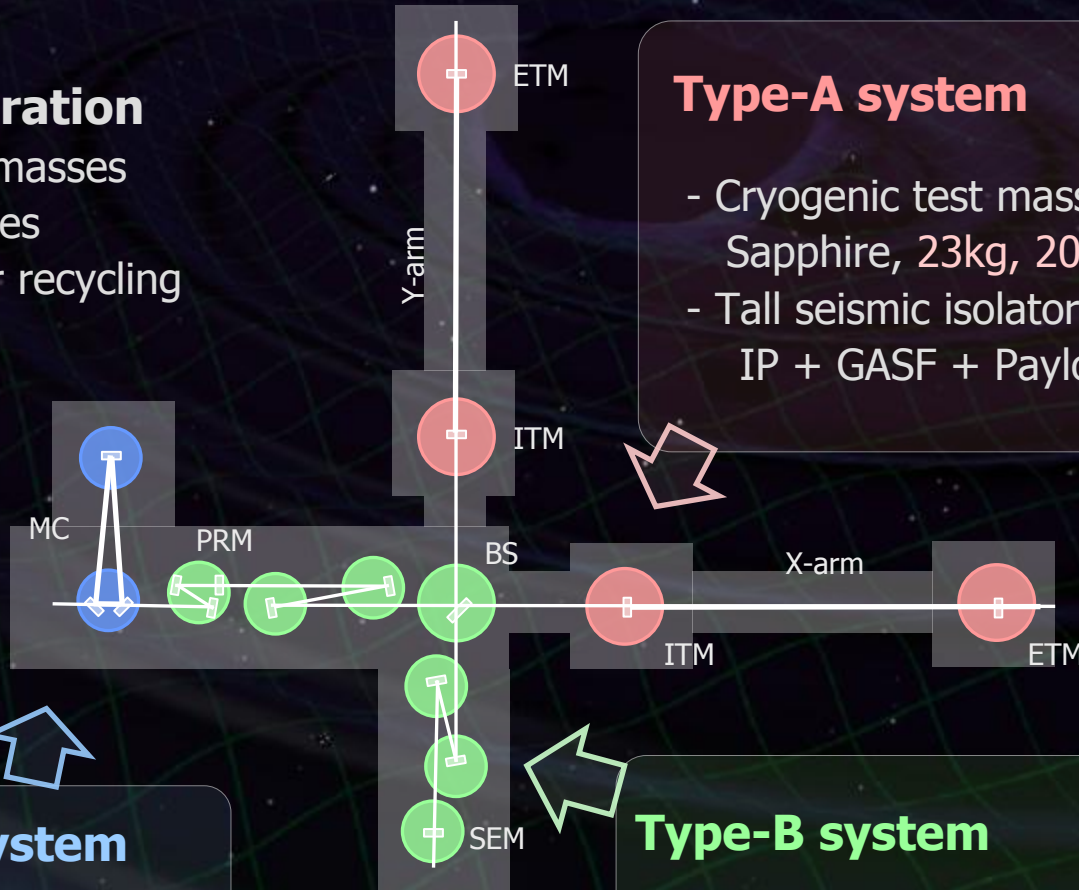 ration
masses
es
r recycling
ETM
Type-A system
- Cryogenic test mass
Sapphire, 23kg, 20
- Tall seismic isolator
IP + GASF + Paylo
Y-arm
ITM
MC
PRM
BS
X-arm
ITM
ETM
SEM
ystem
Type-B system